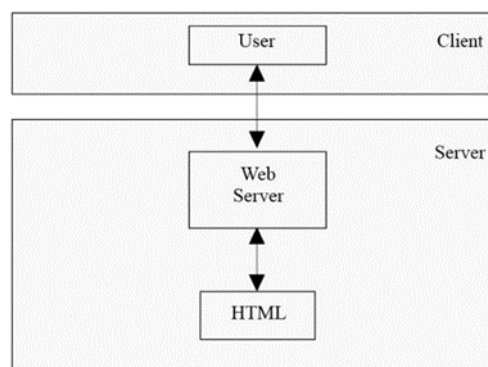 User
Client
Server
Web
Server
HTML